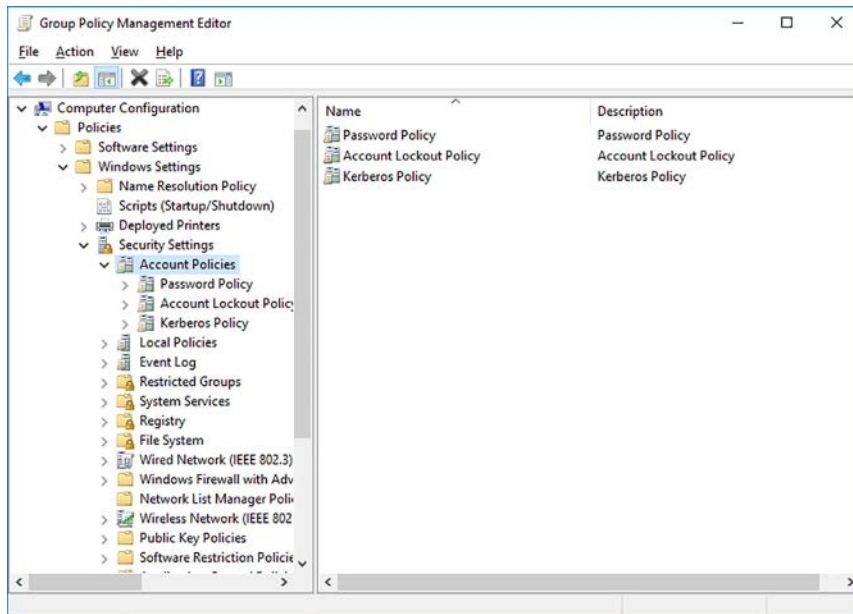 Group Policy Management Editor
File Action View Help
Computer Configuration
Policies
Software Settings
Windows Settings
Name Resolution Policy
Scripts (Startup/Shutdown)
Deployed Printers
Security Settings
Account Policies
Password Policy
Account Lockout Policy
Kerberos Policy
Local Policies
Event Log
Restricted Groups
System Services
Registry
File System
Wired Network (IEEE 802.3)
Windows Firewall with Adv
Network List Manager Poli
Wireless Network (IEEE 802
Public Key Policies
Software Restriction Policie
Name Description
Password Policy Password Policy
Account Lockout Policy Account Lockout Policy
Kerberos Policy Kerberos Policy